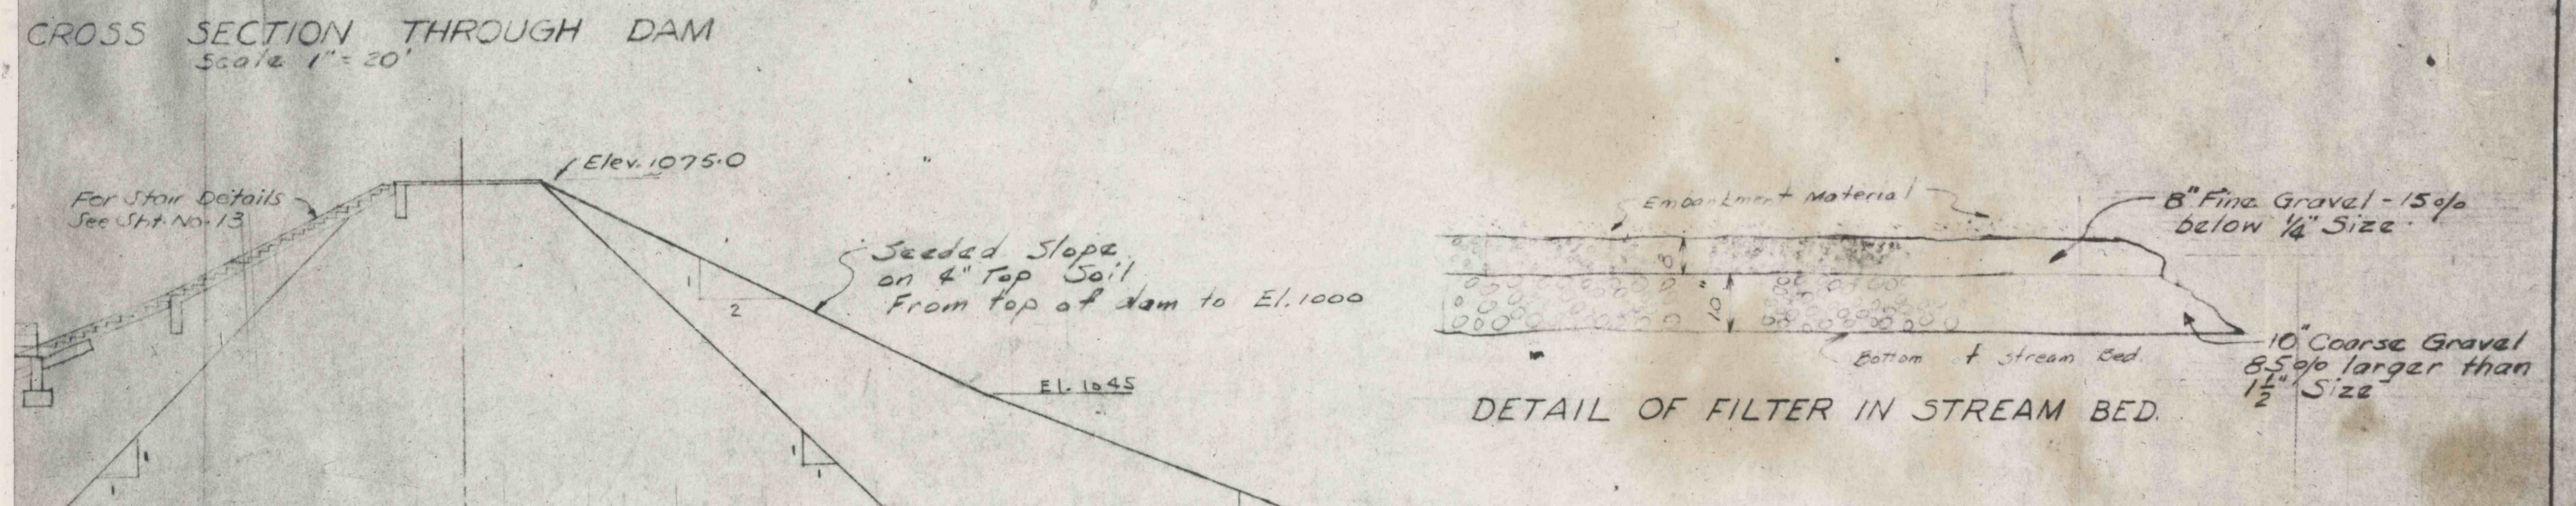 CROSS SECTION THROUGH DAM
Scale 1" = 20'
Elev. 1075.0
For Stair Details
See Sht. No. 13
Seeded Slope
on 4" Top Soil
From top of dam to El. 1000
1
2
El. 1045
1
1
1
1
Embankment Material
8" Fine Gravel - 15%
below 1/4" Size
8"
10"
Bottom of Stream Bed.
10" Coarse Gravel
85% larger than
1 1/2" Size
DETAIL OF FILTER IN STREAM BED.